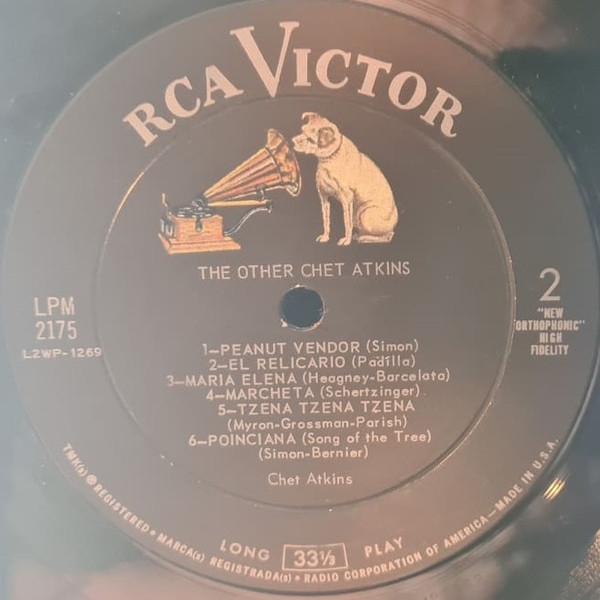 RCA VICTOR
THE OTHER CHET ATKINS
LPM
2175
L2WP-1269
2
"NEW
ORTHOPHONIC"
HIGH
FIDELITY
1—PEANUT VENDOR (Simon)
2—EL RELICARIO (Padilla)
3—MARIA ELENA (Heagney-Barcelata)
4—MARCHETA (Schertzinger)
5—TZENA TZENA TZENA
(Myron-Grossman-Parish)
6—POINCIANA (Song of the Tree)
(Simon-Bernier)
Chet Atkins
LONG 33⅓ PLAY
TMK(s) ® REGISTERED • MARCA(s) REGISTRADA(s) • RADIO CORPORATION OF AMERICA—MADE IN U.S.A.